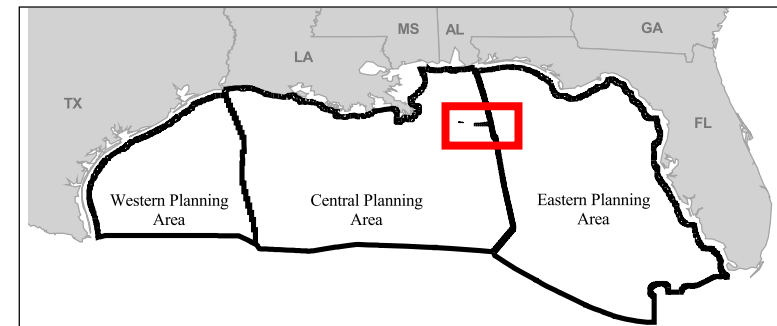 MS AL GA
LA
TX
FL
Western Planning
Area
Central Planning
Area
Eastern Planning
Area